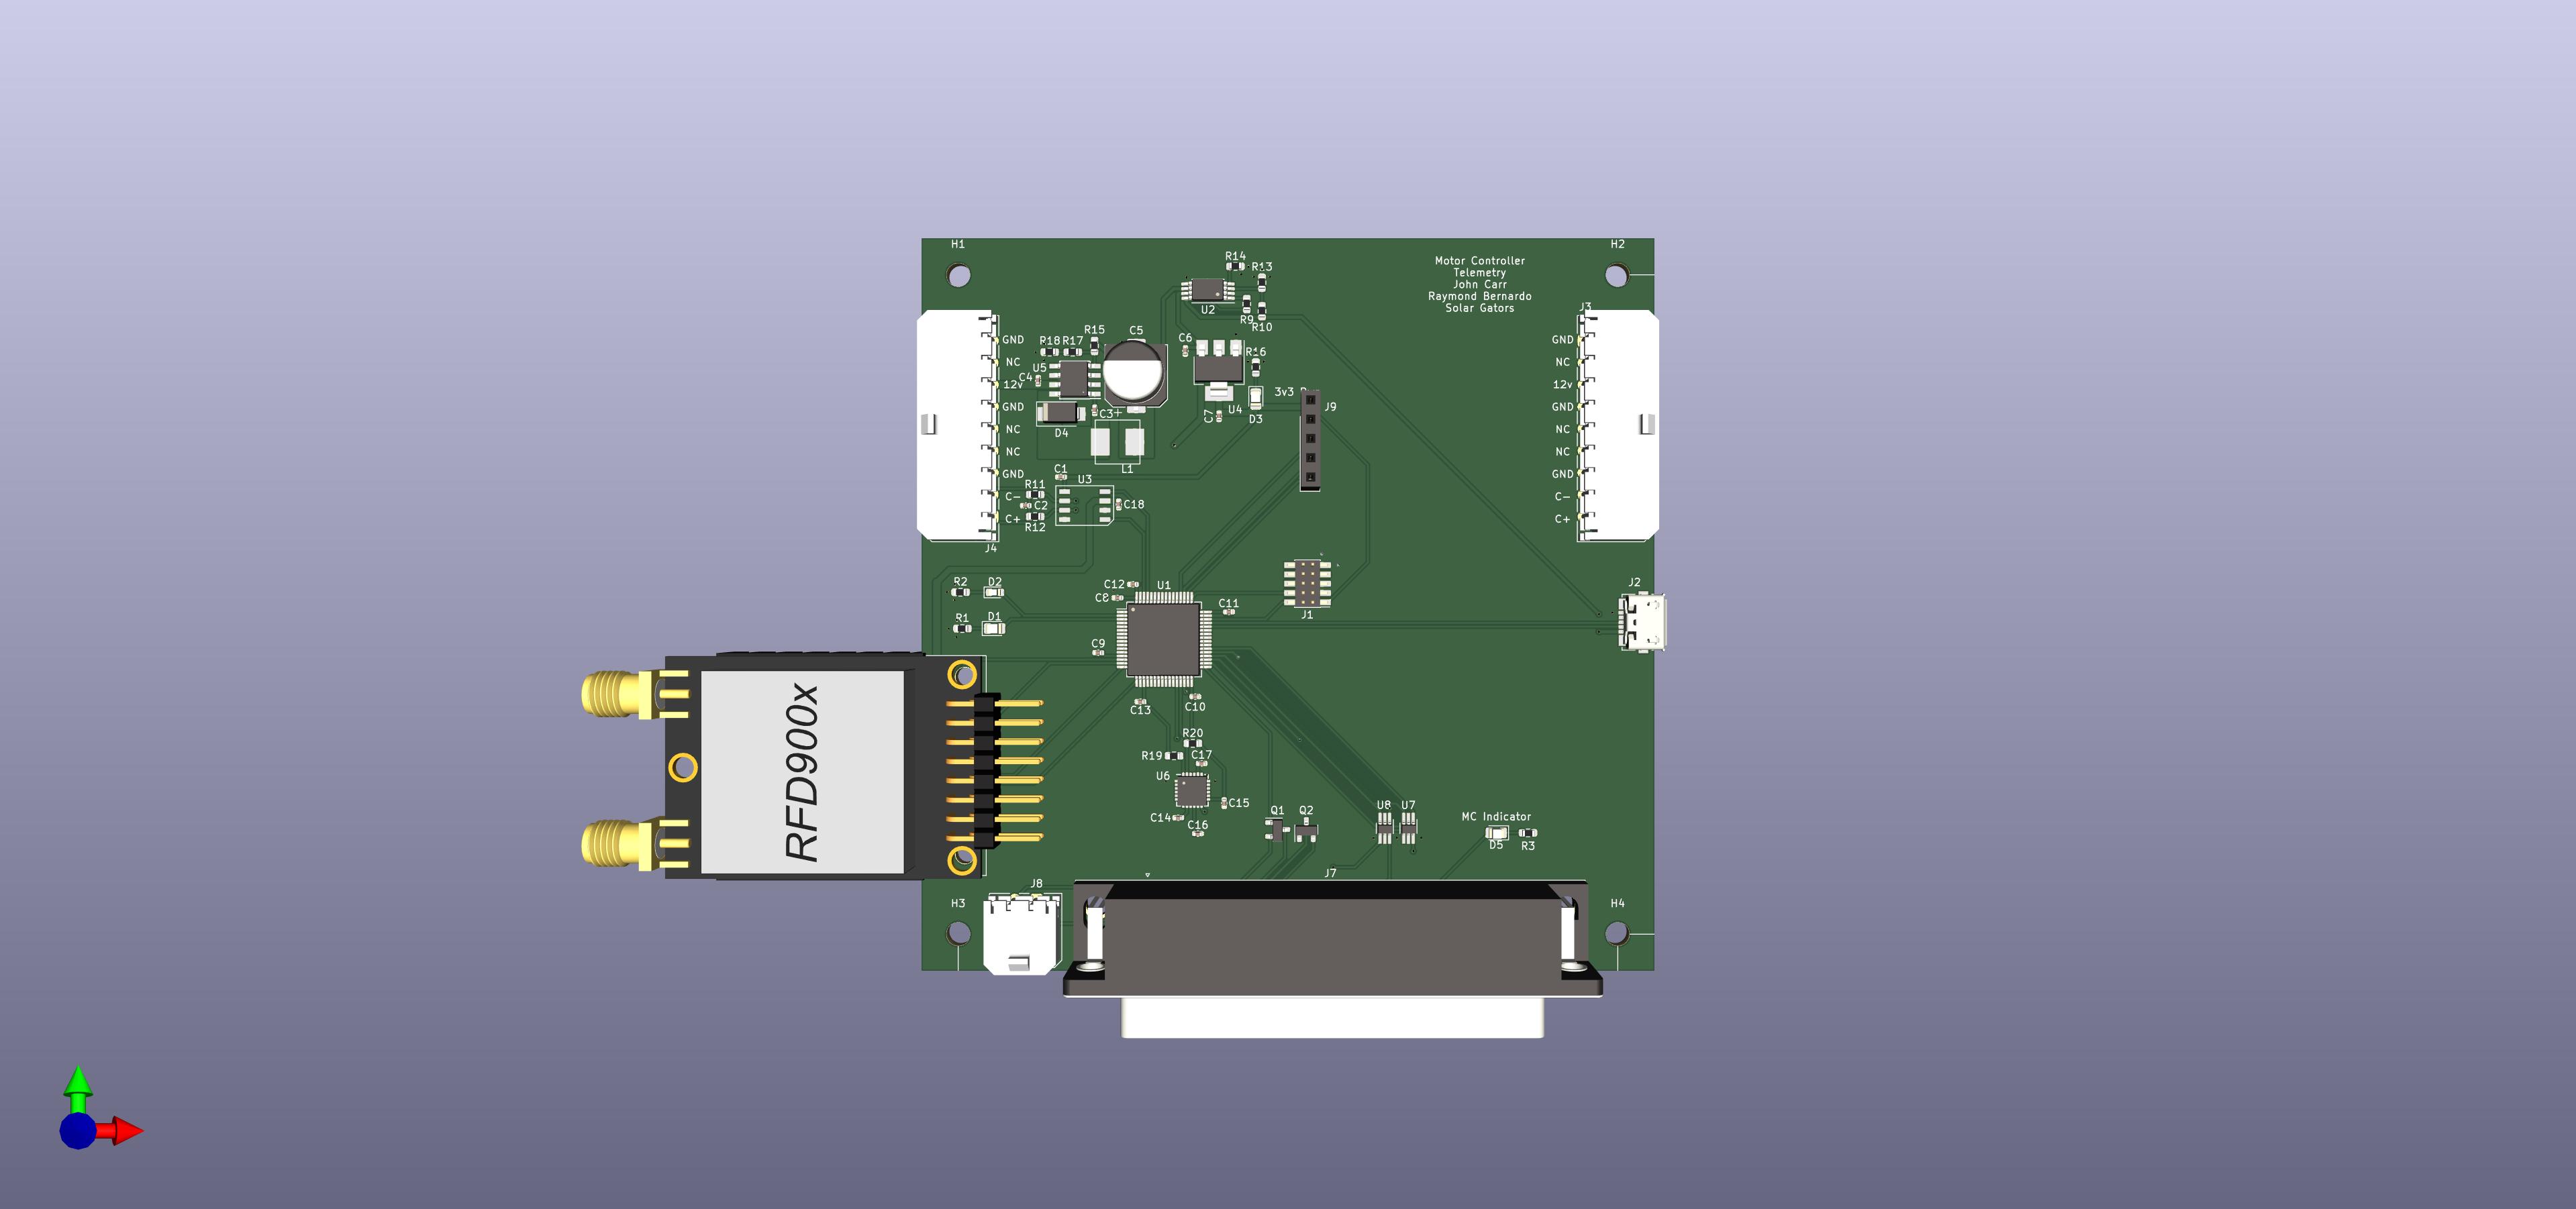 H1
H2
Motor Controller
Telemetry
John Carr
Raymond Bernardo
Solar Gators
R14
R13
U2
R9
R10
J3
GND
NC
12v
GND
NC
NC
GND
C-
C+
J4
R18
R17
R15
C5
U5
C4
D4
C3+
L1
C6
R16
U4
C7
D3
3v3
J9
GND
NC
12v
GND
NC
NC
GND
C-
C+
C1
U3
R11
C2
R12
C18
R2
D2
R1
D1
C12
U1
C8
C11
C9
C13
C10
J1
J2
RFD900x
R20
R19
C17
U6
C15
C14
C16
Q1
Q2
U8
U7
MC Indicator
D5
R3
J8
J7
H3
H4